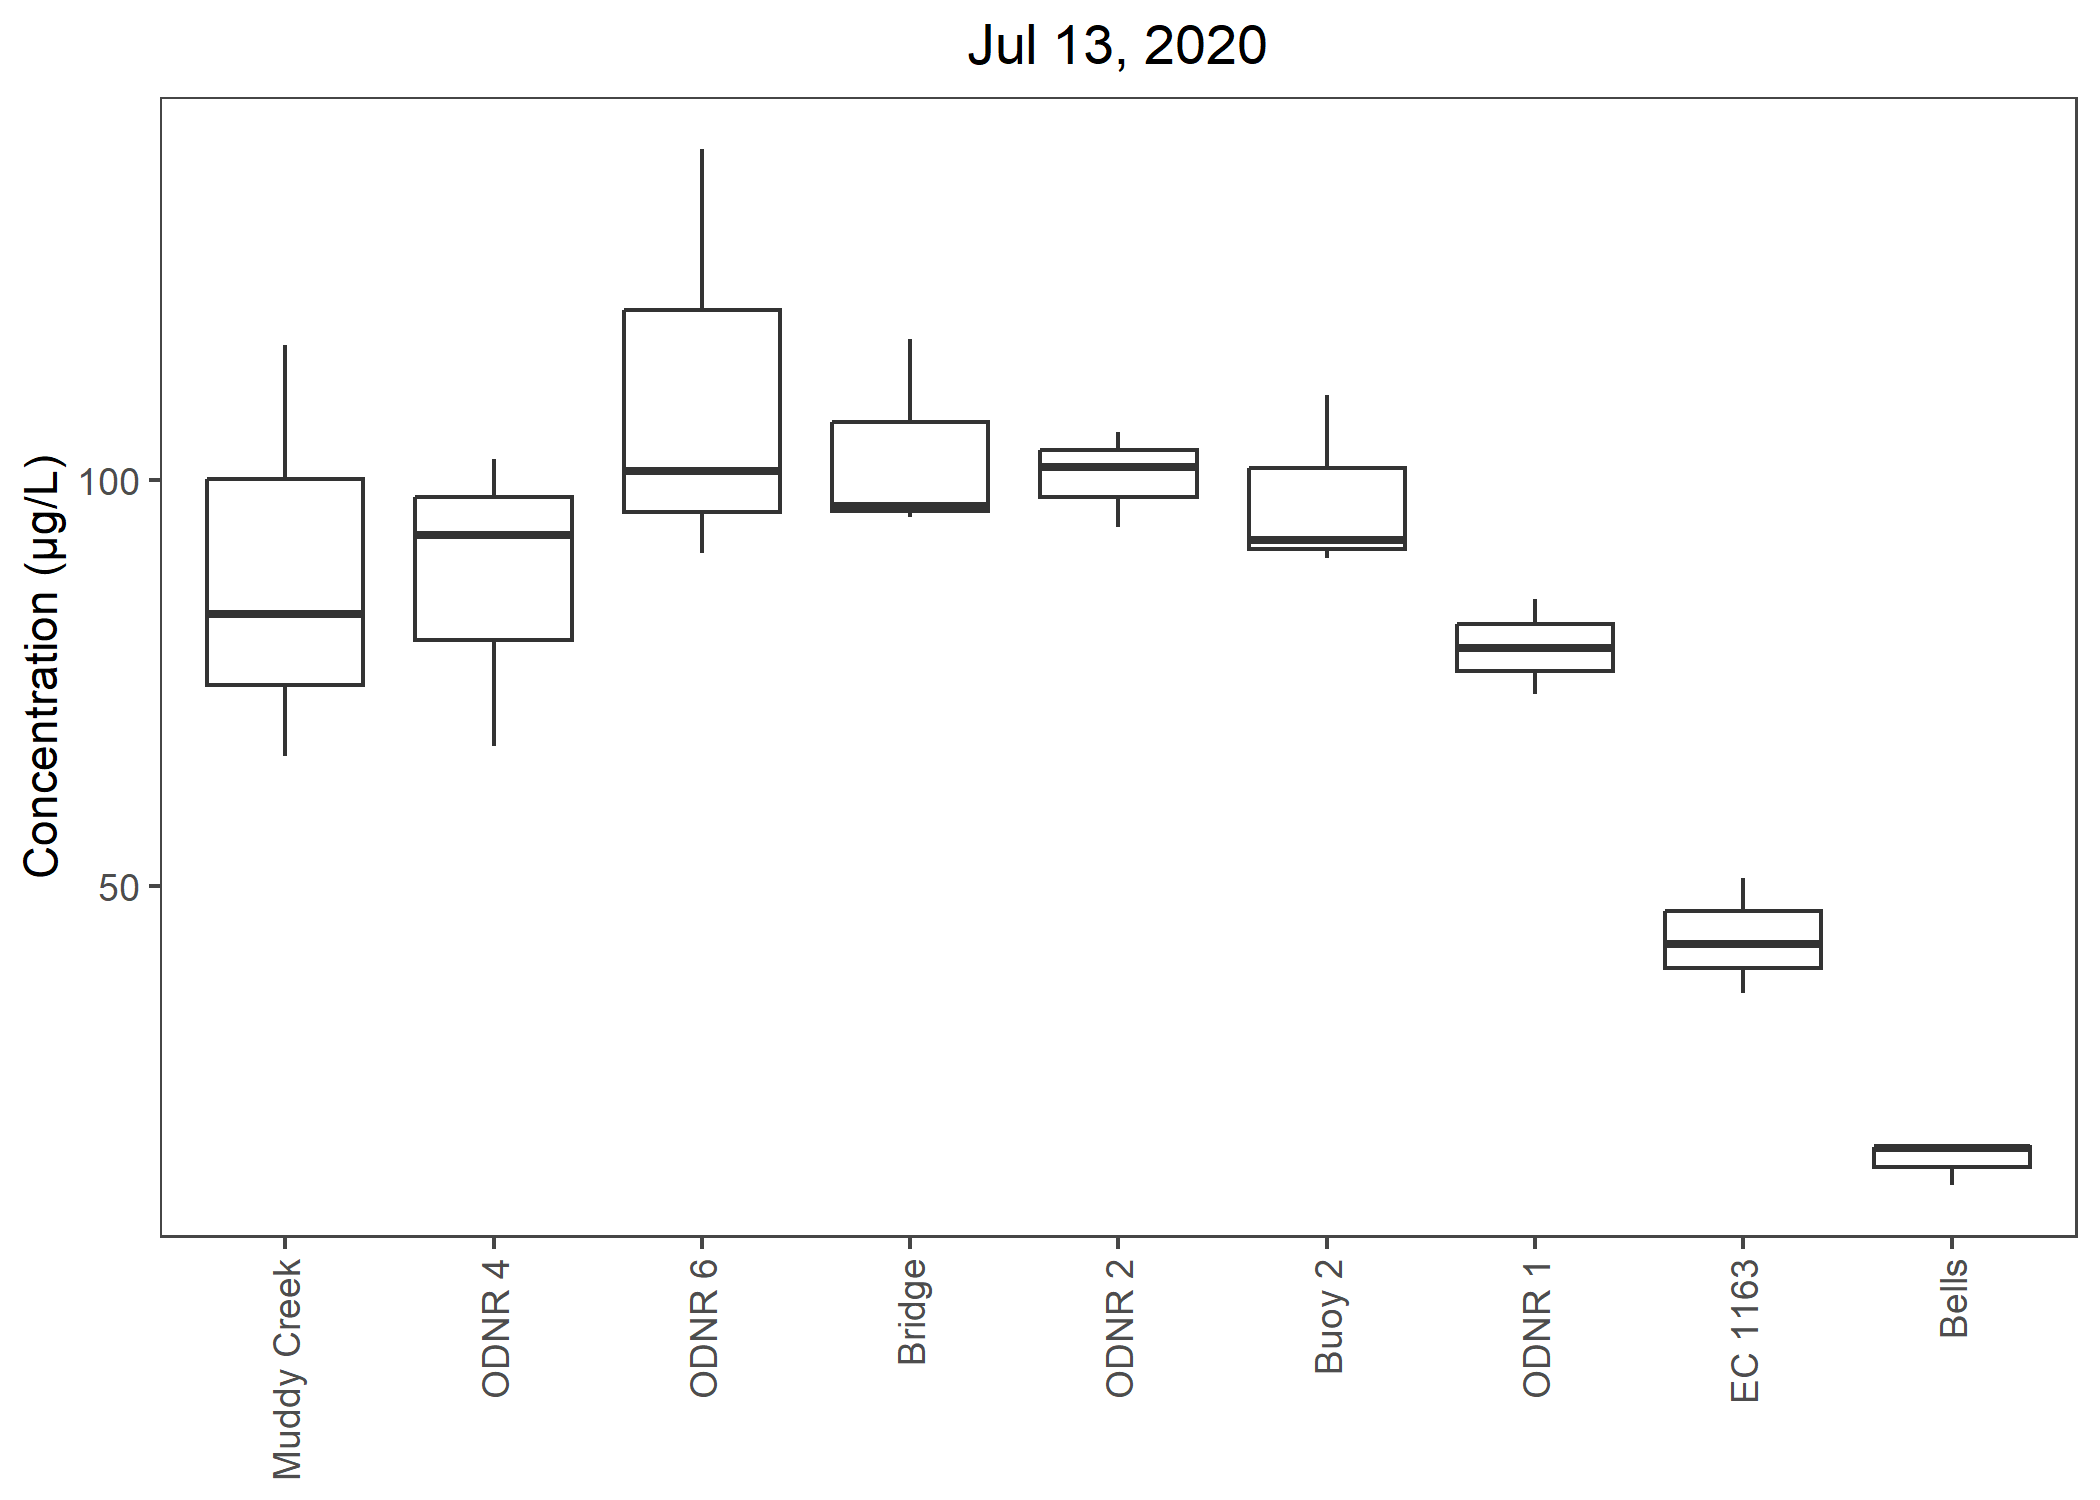 Jul 13, 2020
Concentration (µg/L)
100
50
Muddy Creek
ODNR 4
ODNR 6
Bridge
ODNR 2
Buoy 2
ODNR 1
EC 1163
Bells